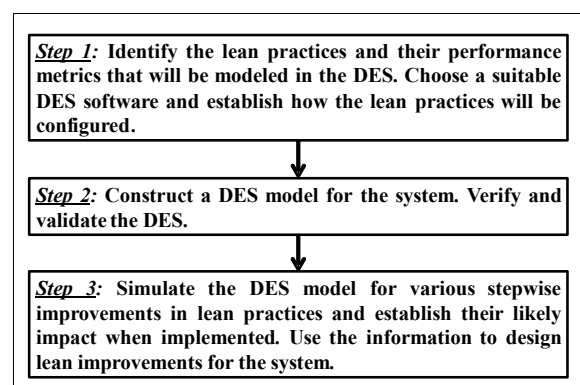 Step 1: Identify the lean practices and their performance
metrics that will be modeled in the DES. Choose a suitable
DES software and establish how the lean practices will be
configured.
Step 2: Construct a DES model for the system. Verify and
validate the DES.
Step 3: Simulate the DES model for various stepwise
improvements in lean practices and establish their likely
impact when implemented. Use the information to design
lean improvements for the system.